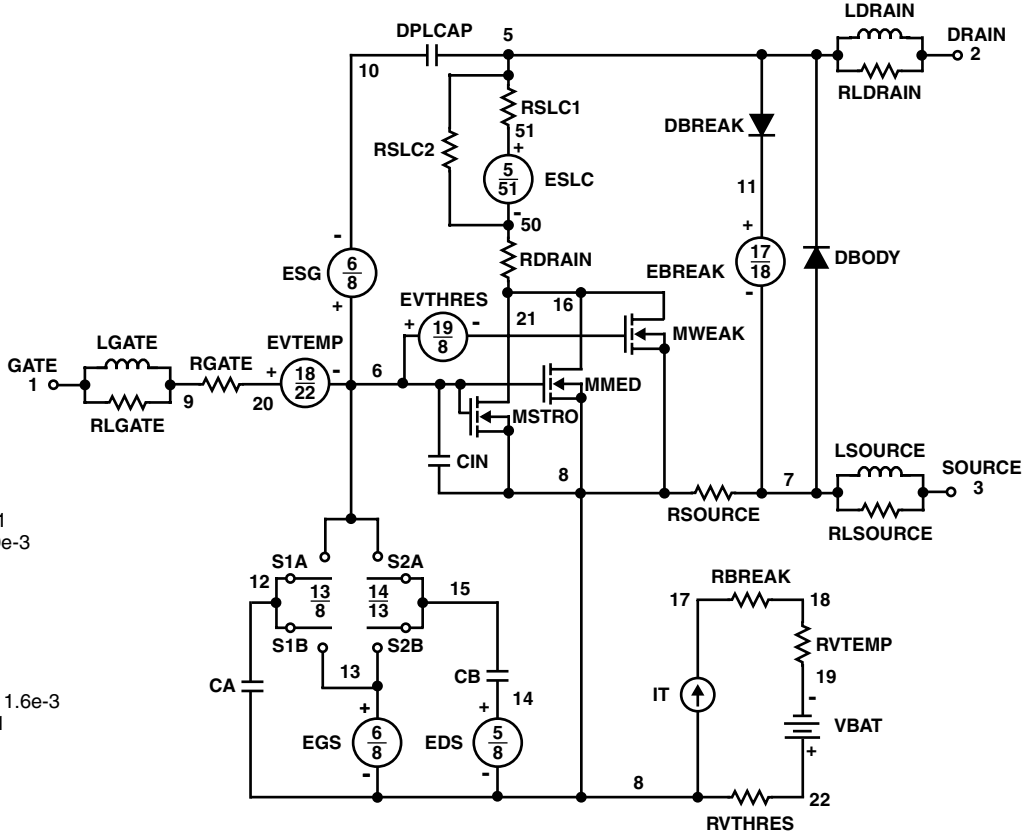 LDRAIN
DPLCAP
5
DRAIN
2
10
RLDRAIN
RSLC1
51
+
DBREAK
RSLC2
5
51
ESLC
11
-
50
-
+
RDRAIN
ESG
6
8
EBREAK
17
18
DBODY
+
EVTHRES
16
-
21
+
19
8
-
MWEAK
LGATE
EVTEMP
GATE
1
RGATE
+
18
22
-
6
MMED
9
20
MSTRO
RLGATE
LSOURCE
CIN
8
7
SOURCE
3
RSOURCE
RLSOURCE
1
e-3
S1A
S2A
RBREAK
12
13
8
14
13
15
17
18
S1B
S2B
RVTEMP
13
CB
19
CA
14
IT
-
1.6e-3
+
+
VBAT
EGS
6
8
EDS
5
8
+
-
-
8
22
RVTHRES